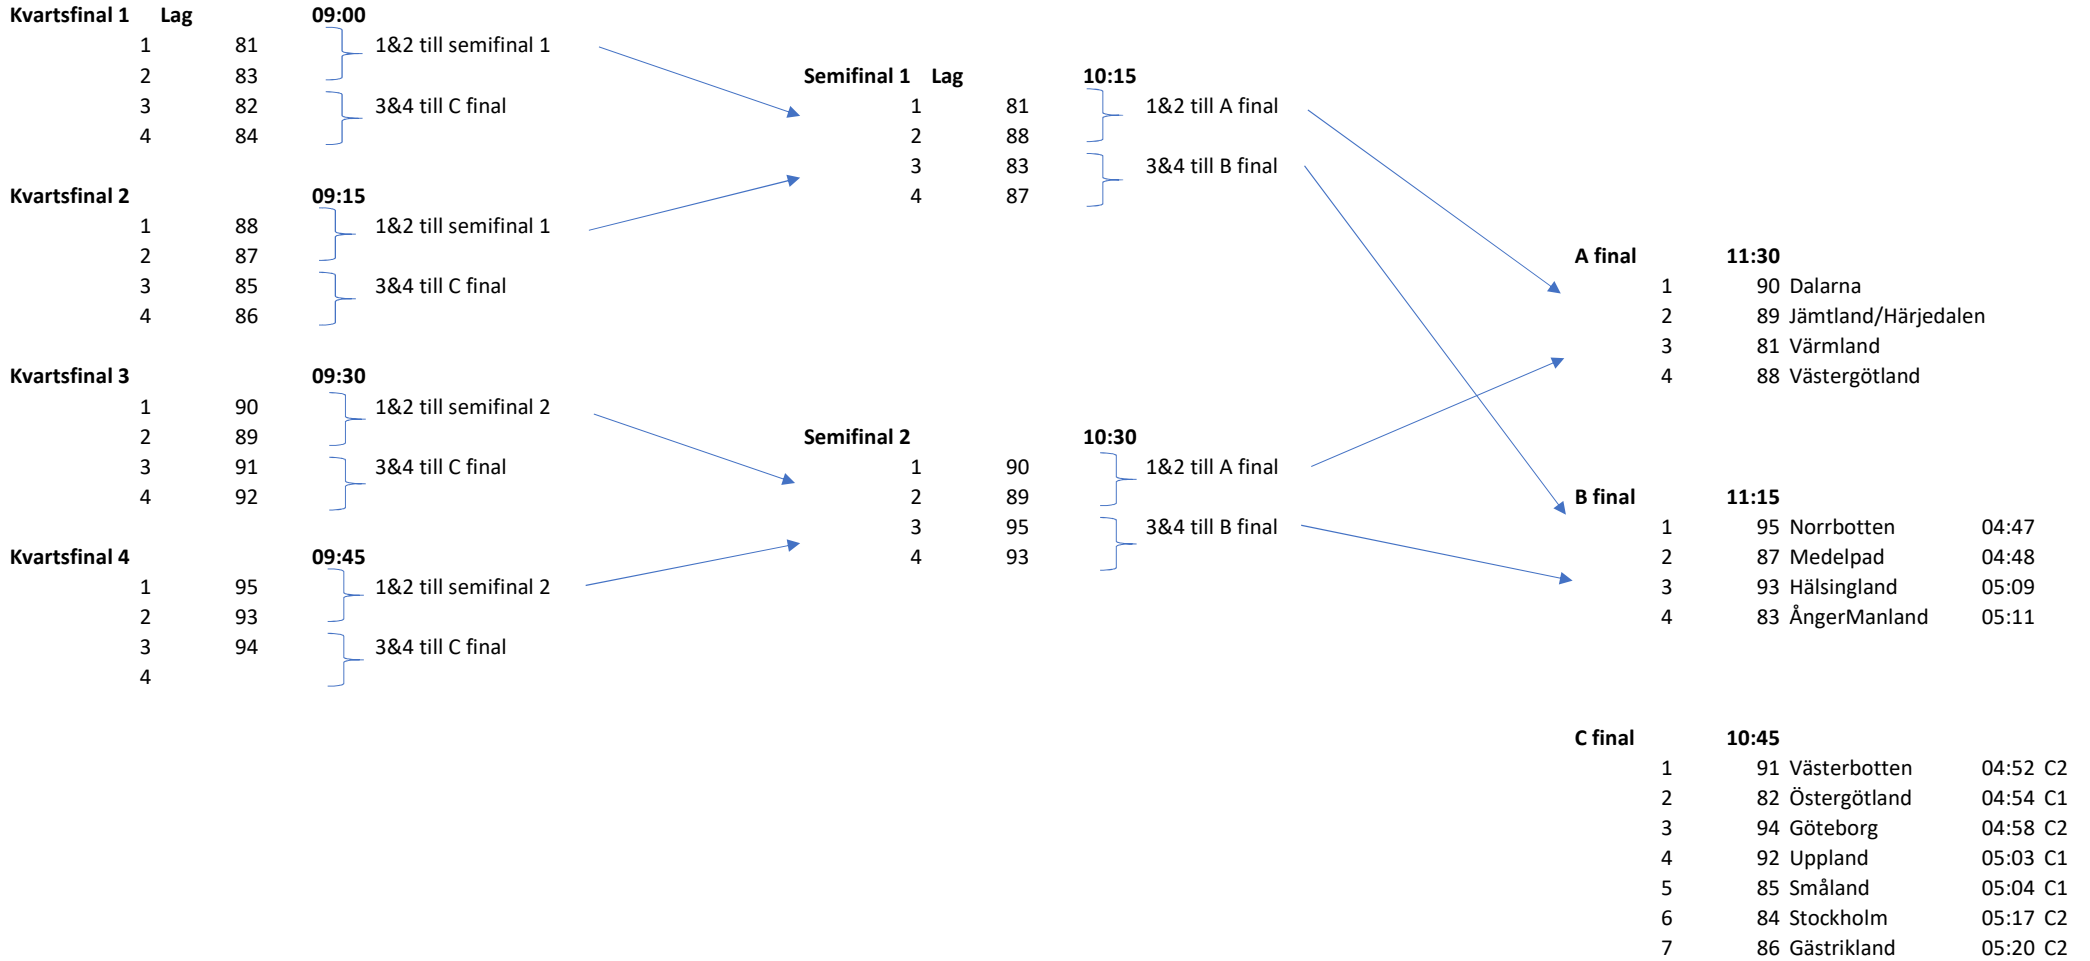 Kvartsfinal 1 Lag 09:00
1 81 1&2 till semifinal 1
2 83
3 82 3&4 till C final
4 84
Kvartsfinal 2 09:15
1 88 1&2 till semifinal 1
2 87
3 85 3&4 till C final
4 86
Kvartsfinal 3 09:30
1 90 1&2 till semifinal 2
2 89
3 91 3&4 till C final
4 92
Kvartsfinal 4 09:45
1 95 1&2 till semifinal 2
2 93
3 94 3&4 till C final
4
Semifinal 1 Lag 10:15
1 81 1&2 till A final
2 88
3 83 3&4 till B final
4 87
Semifinal 2 10:30
1 90 1&2 till A final
2 89
3 95 3&4 till B final
4 93
A final 11:30
1 90 Dalarna
2 89 Jämtland/Härjedalen
3 81 Värmland
4 88 Västergötland
B final 11:15
1 95 Norrbotten 04:47
2 87 Medelpad 04:48
3 93 Hälsingland 05:09
4 83 ÅngerManland 05:11
C final 10:45
1 91 Västerbotten 04:52 C2
2 82 Östergötland 04:54 C1
3 94 Göteborg 04:58 C2
4 92 Uppland 05:03 C1
5 85 Småland 05:04 C1
6 84 Stockholm 05:17 C2
7 86 Gästrikland 05:20 C2